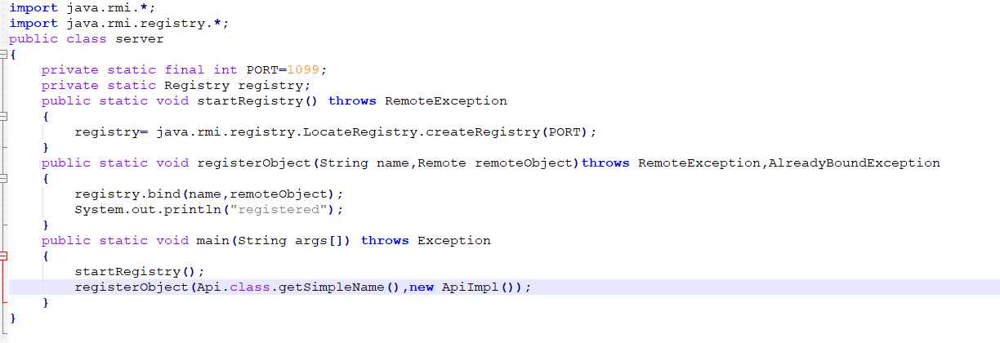 import java.rmi.*;
import java.rmi.registry.*;
public class server
{
    private static final int PORT=1099;
    private static Registry registry;
    public static void startRegistry() throws RemoteException
    {
        registry= java.rmi.registry.LocateRegistry.createRegistry(PORT);
    }
    public static void registerObject(String name,Remote remoteObject)throws RemoteException,AlreadyBoundException
    {
        registry.bind(name,remoteObject);
        System.out.println("registered");
    }
    public static void main(String args[]) throws Exception
    {
        startRegistry();
        registerObject(Api.class.getSimpleName(),new ApiImpl());
    }
}